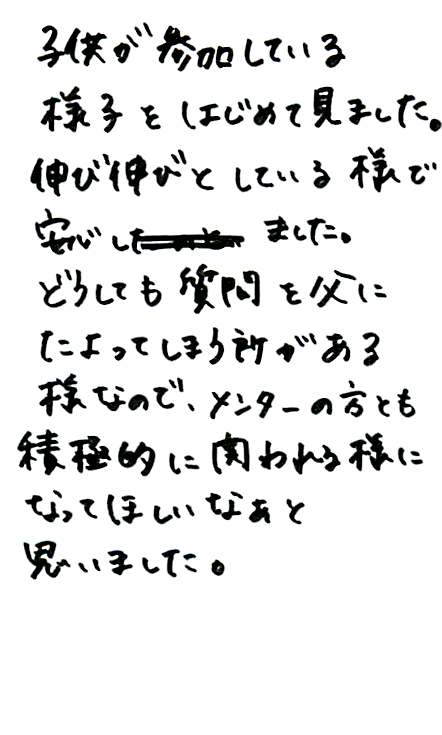 子供が参加している
様子をはじめて見ました。
伸び伸びとしている様で
安心しました。
どうしても質問を父に
たよってしまう所がある
様なので、メンターの方とも
積極的に関われる様に
なってほしいなぁと
思いました。